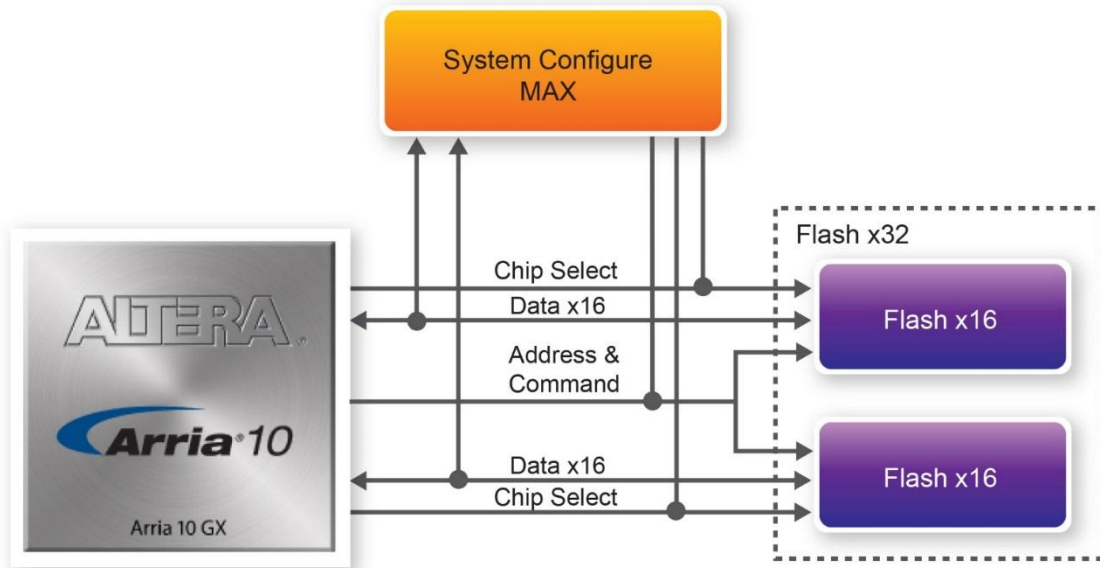 System Configure
MAX
Flash x32
Chip Select
Data x16
Flash x16
Address &
Command
ALTERA®
Arria® 10
Data x16
Flash x16
Chip Select
Arria 10 GX